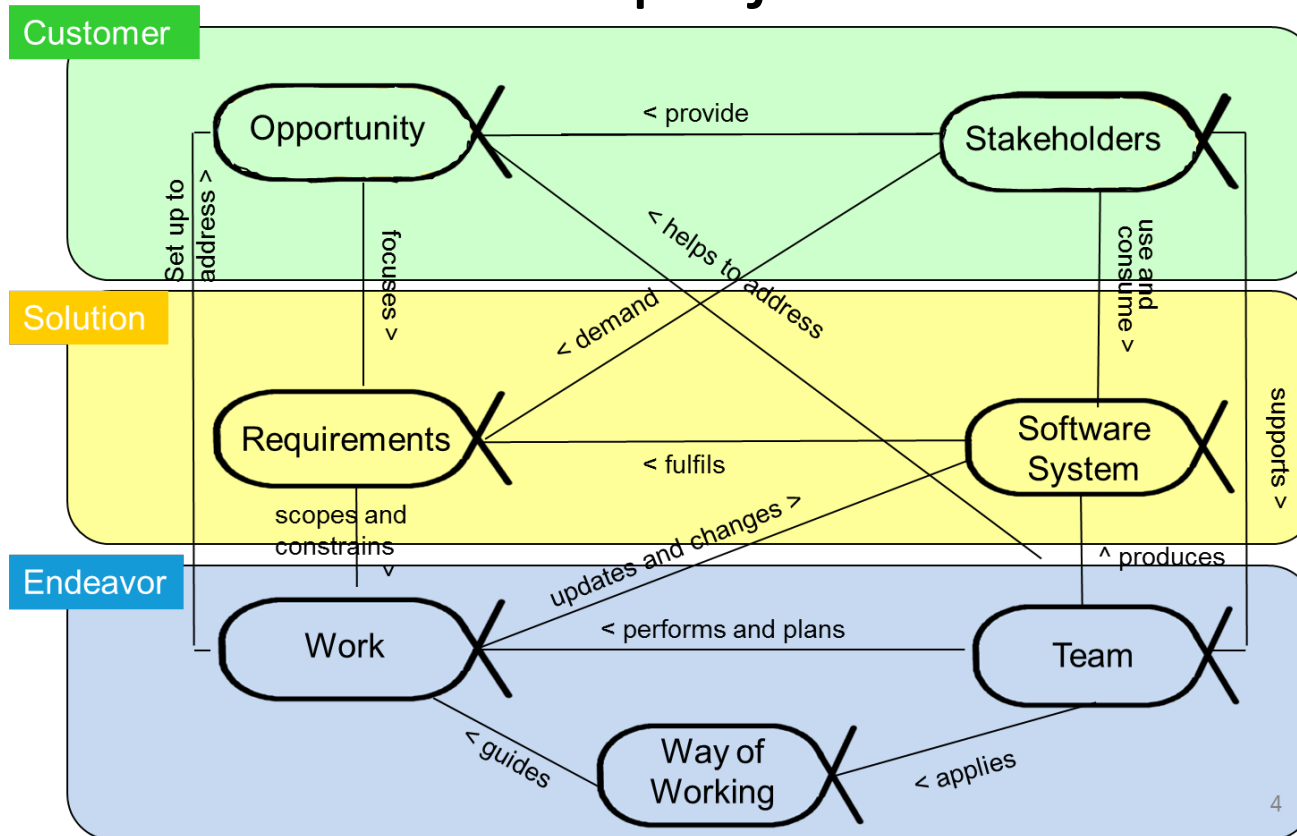 Customer
Opportunity
< provide
Stakeholders
Set up to
address >
focuses >
< helps to address
use and
consume >
Solution
< demand
supports >
Requirements
< fulfils
Software
System
scopes and
constrains
>
updates and changes >
^ produces
Endeavor
Work
< performs and plans
Team
< guides
Way of
Working
< applies
4